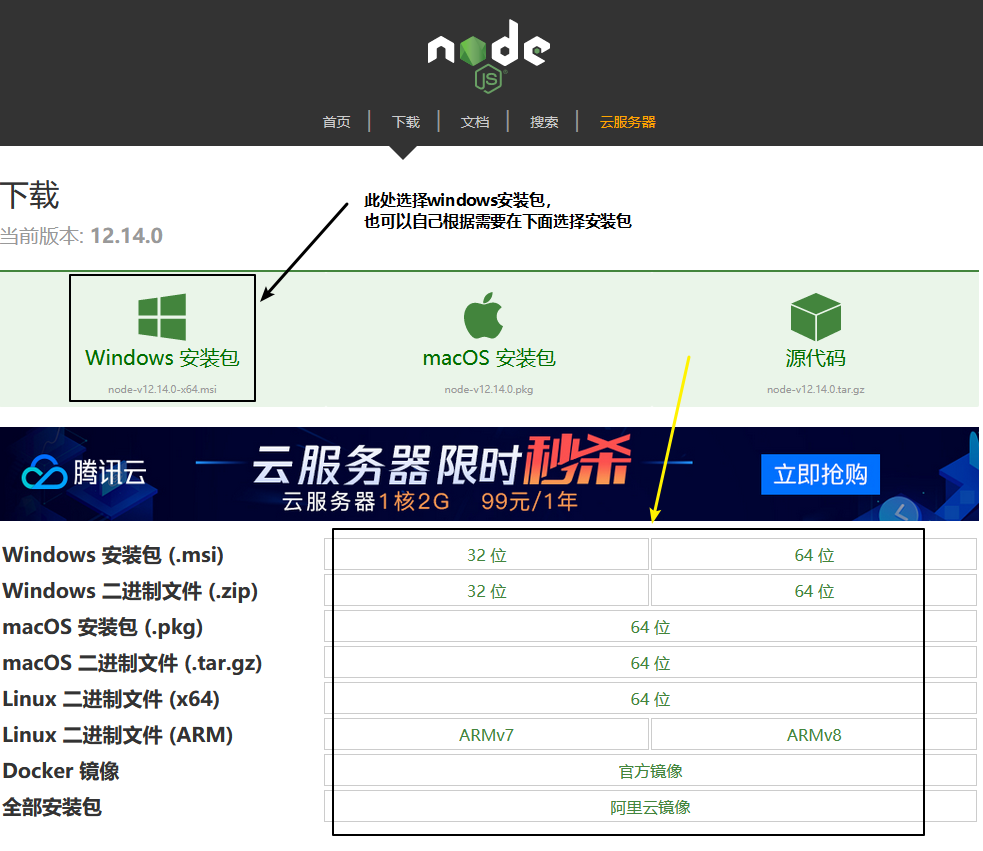 node
JS
首页 下载 文档 搜索 云服务器
下载
此处选择windows安装包，
也可以自己根据需要在下面选择安装包
当前版本: 12.14.0
Windows 安装包 macOS 安装包 源代码
node-v12.14.0-x64.msi node-v12.14.0.pkg node-v12.14.0.tar.gz
腾讯云 云服务器限时秒杀 立即抢购
云服务器1核2G 99元/1年
Windows 安装包 (.msi) 32 位 64 位
Windows 二进制文件 (.zip) 32 位 64 位
macOS 安装包 (.pkg) 64 位
macOS 二进制文件 (.tar.gz) 64 位
Linux 二进制文件 (x64) 64 位
Linux 二进制文件 (ARM) ARMv7 ARMv8
Docker 镜像 官方镜像
全部安装包 阿里云镜像